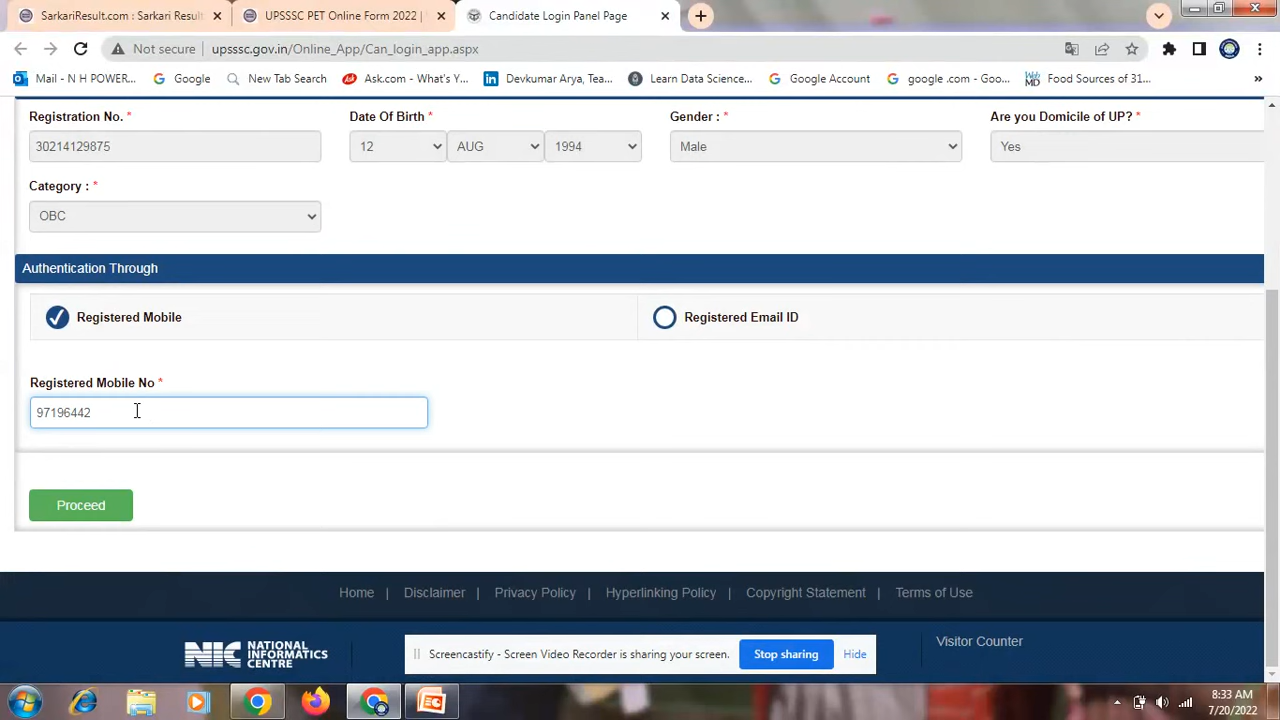 SarkariResult.com : Sarkari Result
UPSSSC PET Online Form 2022 |
Candidate Login Panel Page
Not secure
upsssc.gov.in/Online_App/Can_login_app.aspx
Mail - N H POWER...
Google
New Tab Search
Ask.com - What's Y...
Devkumar Arya, Tea...
Learn Data Science...
Google Account
google .com - Goo...
Food Sources of 31...
»
Registration No. *
Date Of Birth *
Gender : *
Are you Domicile of UP? *
30214129875
12
AUG
1994
Male
Yes
Category : *
OBC
Authentication Through
Registered Mobile
Registered Email ID
Registered Mobile No *
97196442
Proceed
Home | Disclaimer | Privacy Policy | Hyperlinking Policy | Copyright Statement | Terms of Use
NIC NATIONAL INFORMATICS CENTRE
Screencastify - Screen Video Recorder is sharing your screen.
Stop sharing
Hide
Visitor Counter
8:33 AM
7/20/2022